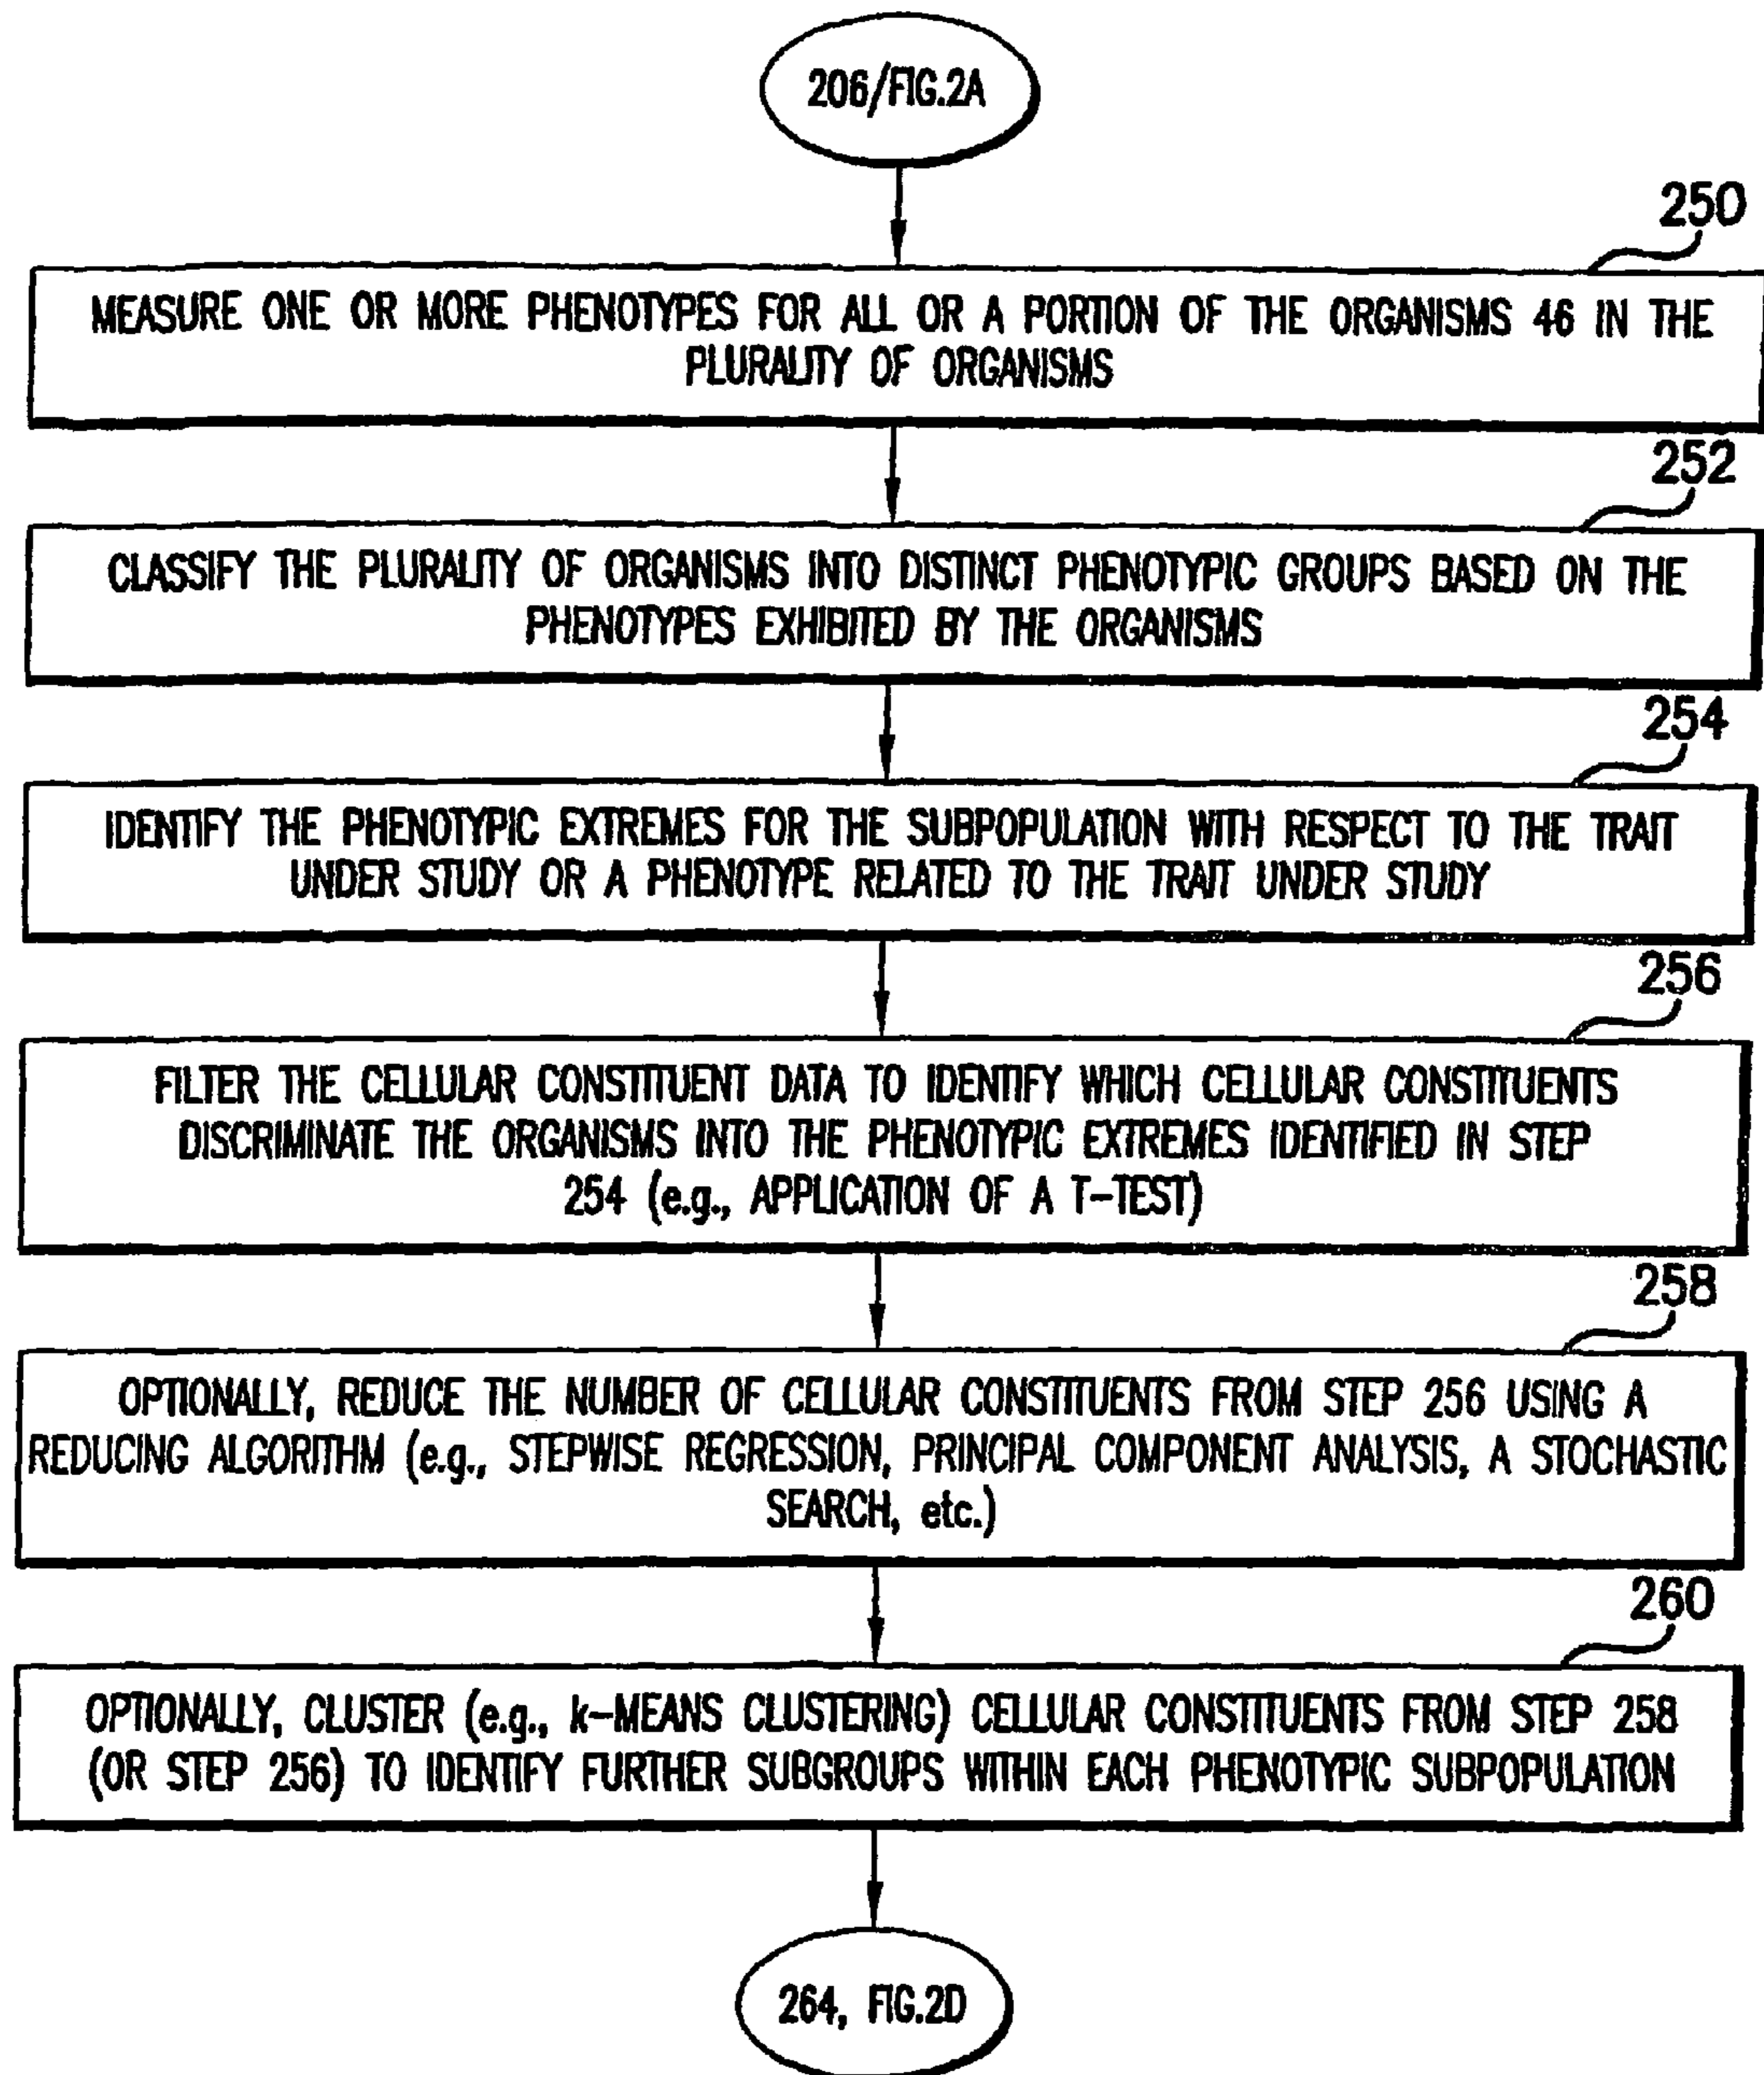 206/FIG.2A
250
MEASURE ONE OR MORE PHENOTYPES FOR ALL OR A PORTION OF THE ORGANISMS 46 IN THE
PLURALITY OF ORGANISMS
252
CLASSIFY THE PLURALITY OF ORGANISMS INTO DISTINCT PHENOTYPIC GROUPS BASED ON THE
PHENOTYPES EXHIBITED BY THE ORGANISMS
254
IDENTIFY THE PHENOTYPIC EXTREMES FOR THE SUBPOPULATION WITH RESPECT TO THE TRAIT
UNDER STUDY OR A PHENOTYPE RELATED TO THE TRAIT UNDER STUDY
256
FILTER THE CELLULAR CONSTITUENT DATA TO IDENTIFY WHICH CELLULAR CONSTITUENTS
DISCRIMINATE THE ORGANISMS INTO THE PHENOTYPIC EXTREMES IDENTIFIED IN STEP
254 (e.g., APPLICATION OF A T-TEST)
258
OPTIONALLY, REDUCE THE NUMBER OF CELLULAR CONSTITUENTS FROM STEP 256 USING A
REDUCING ALGORITHM (e.g., STEPWISE REGRESSION, PRINCIPAL COMPONENT ANALYSIS, A STOCHASTIC
SEARCH, etc.)
260
OPTIONALLY, CLUSTER (e.g., k-MEANS CLUSTERING) CELLULAR CONSTITUENTS FROM STEP 258
(OR STEP 256) TO IDENTIFY FURTHER SUBGROUPS WITHIN EACH PHENOTYPIC SUBPOPULATION
264, FIG.2D